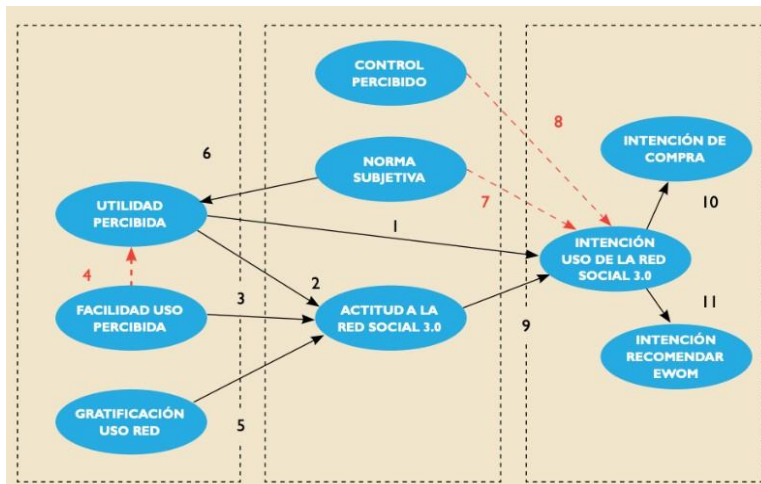 CONTROL
PERCIBIDO
8
INTENCIÓN DE
COMPRA
6
NORMA
SUBJETIVA
7
10
UTILIDAD
PERCIBIDA
1
INTENCIÓN
USO DE LA RED
SOCIAL 3.0
4
2
FACILIDAD USO
PERCIBIDA
3
ACTITUD A LA
RED SOCIAL 3.0
9
11
INTENCIÓN
RECOMENDAR
EWOM
GRATIFICACIÓN
USO RED
5